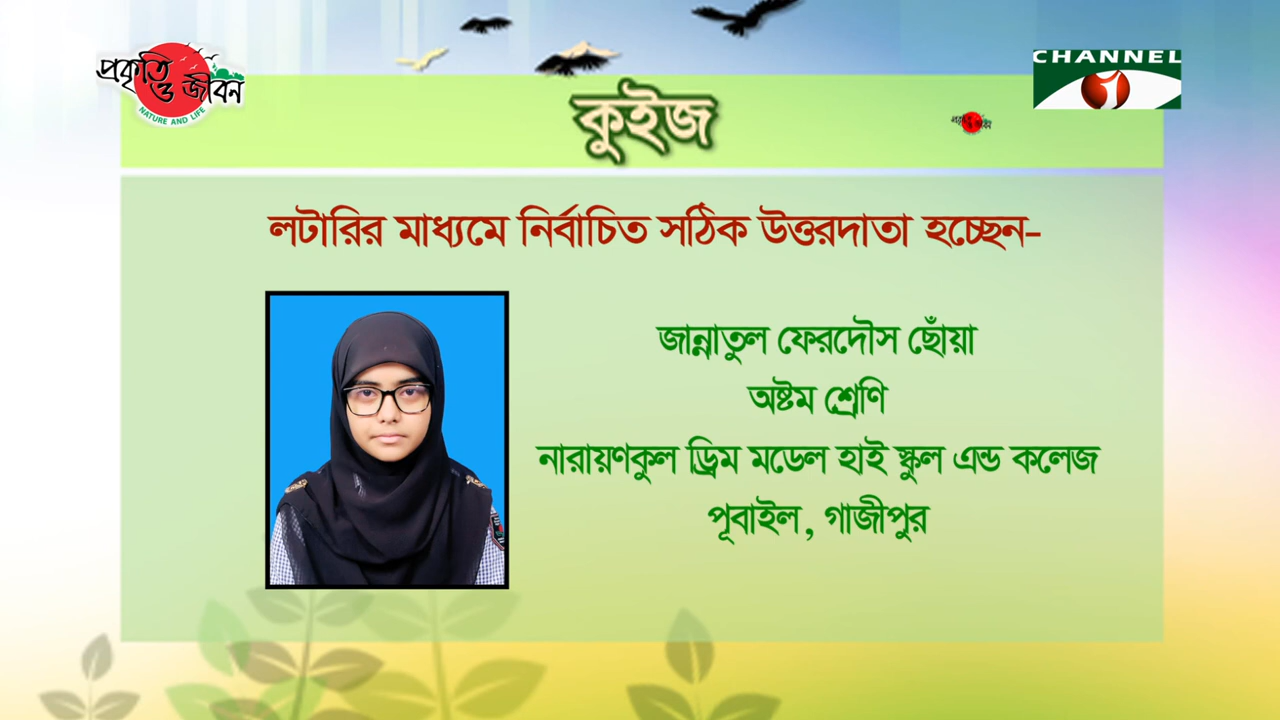 প্রকৃতি ও জীবন
NATURE AND LIFE
CHANNEL
কুইজ
লটারির মাধ্যমে নির্বাচিত সঠিক উত্তরদাতা হচ্ছেন-
জান্নাতুল ফেরদৌস ছোঁয়া
অষ্টম শ্রেণি
নারায়ণকুল ড্রিম মডেল হাই স্কুল এন্ড কলেজ
পূবাইল, গাজীপুর